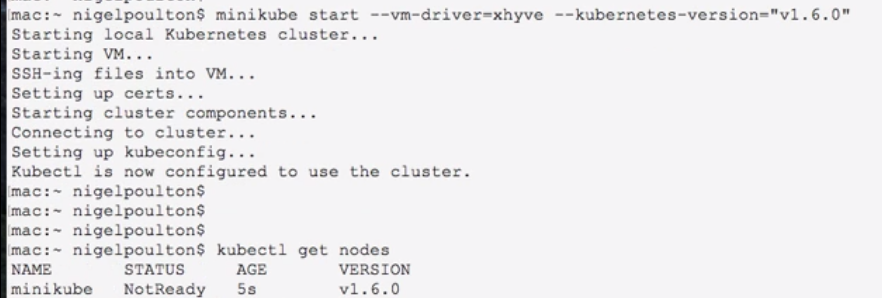 mac:~ nigelpoulton$ minikube start --vm-driver=xhyve --kubernetes-version="v1.6.0"
Starting local Kubernetes cluster...
Starting VM...
SSH-ing files into VM...
Setting up certs...
Starting cluster components...
Connecting to cluster...
Setting up kubeconfig...
Kubectl is now configured to use the cluster.
mac:~ nigelpoulton$
mac:~ nigelpoulton$
mac:~ nigelpoulton$
mac:~ nigelpoulton$ kubectl get nodes
NAME STATUS AGE VERSION
minikube NotReady 5s v1.6.0